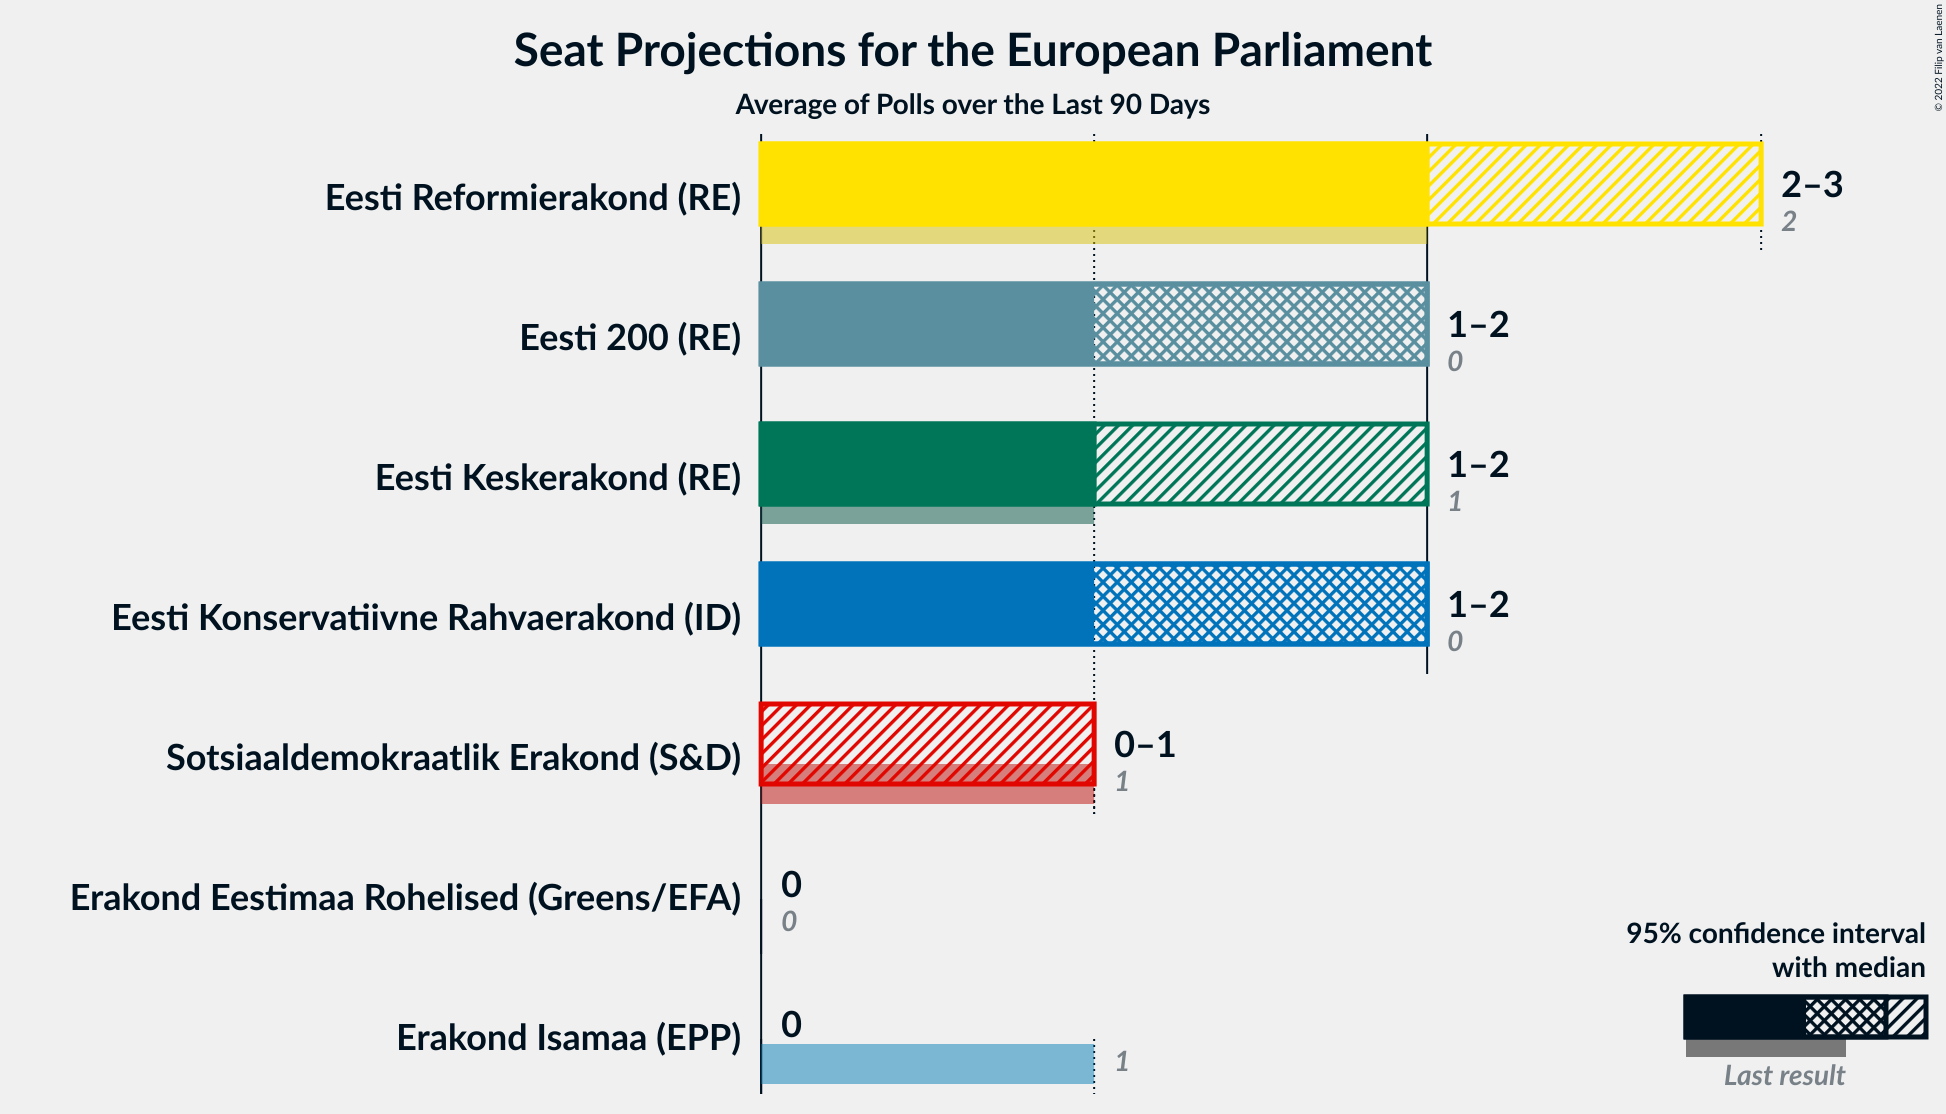 Seat Projections for the European Parliament
Average of Polls over the Last 90 Days
© 2022 Filip van Laenen
Eesti Reformierakond (RE)
2–3
2
Eesti 200 (RE)
1–2
0
Eesti Keskerakond (RE)
1–2
1
Eesti Konservatiivne Rahvaerakond (ID)
1–2
0
Sotsiaaldemokraatlik Erakond (S&D)
0–1
1
Erakond Eestimaa Rohelised (Greens/EFA)
0
0
Erakond Isamaa (EPP)
0
1
95% confidence interval
with median
Last result